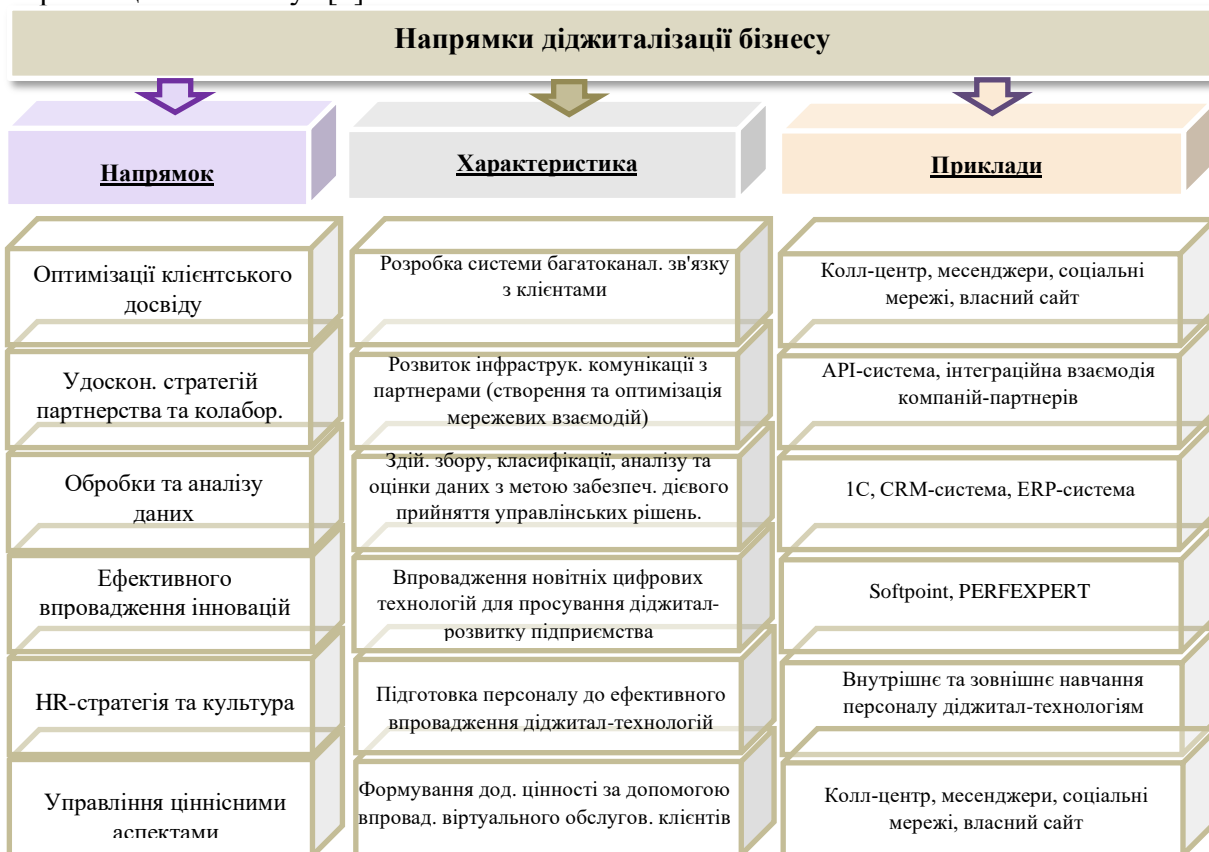 Напрямки діджиталізації бізнесу
Напрямок
Характеристика
Приклади
Оптимізації клієнтського
досвіду
Розробка системи багатоканал. зв'язку
з клієнтами
Колл-центр, месенджери, соціальні
мережі, власний сайт
Удоскон. стратегій
партнерства та колабор.
Розвиток інфраструк. комунікації з
партнерами (створення та оптимізація
мережевих взаємодій)
API-система, інтеграційна взаємодія
компаній-партнерів
Обробки та аналізу
даних
Здій. збору, класифікації, аналізу та
оцінки даних з метою забезпеч. дієвого
прийняття управлінських рішень.
1С, CRM-система, ERP-система
Ефективного
впровадження інновацій
Впровадження новітніх цифрових
технологій для просування діджитал-
розвитку підприємства
Softpoint, PERFEXPERT
HR-стратегія та культура
Підготовка персоналу до ефективного
впровадження діджитал-технологій
Внутрішнє та зовнішнє навчання
персоналу діджитал-технологіям
Управління ціннісними
аспектами
Формування дод. цінності за допомогою
впровад. віртуального обслугов. клієнтів
Колл-центр, месенджери, соціальні
мережі, власний сайт